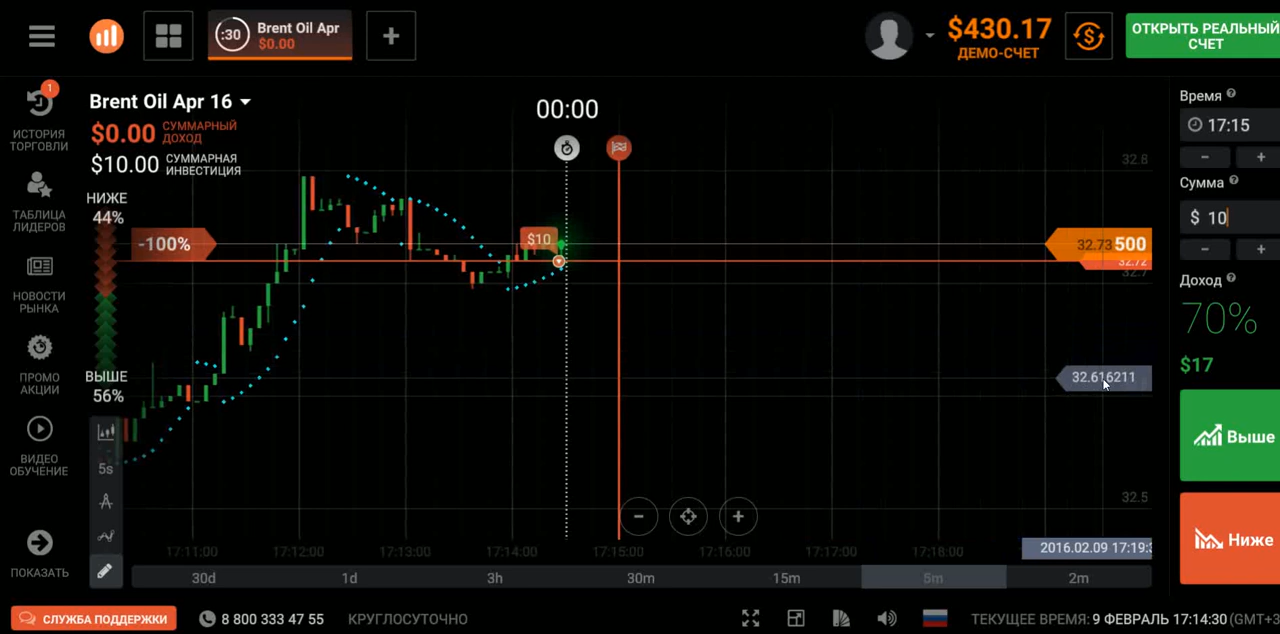 :30
Brent Oil Apr
$0.00
$430.17
ДЕМО-СЧЕТ
ОТКРЫТЬ РЕАЛЬНЫЙ
СЧЕТ
1
ИСТОРИЯ
ТОРГОВЛИ
ТАБЛИЦА
ЛИДЕРОВ
НОВОСТИ
РЫНКА
ПРОМО
АКЦИИ
ВИДЕО
ОБУЧЕНИЕ
ПОКАЗАТЬ
Brent Oil Apr 16
$0.00 СУММАРНЫЙ
ДОХОД
$10.00 СУММАРНАЯ
ИНВЕСТИЦИЯ
НИЖЕ
44%
-100%
ВЫШЕ
56%
5s
00:00
$10
32.8
32.73500
32.72
32.7
32.616211
32.5
17:11:00
17:12:00
17:13:00
17:14:00
17:15:00
17:16:00
17:17:00
17:18:00
2016.02.09 17:19:3
30d
1d
3h
30m
15m
5m
2m
Время
17:15
Сумма
$ 10
Доход
70%
$17
Выше
Ниже
СЛУЖБА ПОДДЕРЖКИ
8 800 333 47 55
КРУГЛОСУТОЧНО
ТЕКУЩЕЕ ВРЕМЯ: 9 ФЕВРАЛЬ 17:14:30 (GMT+3